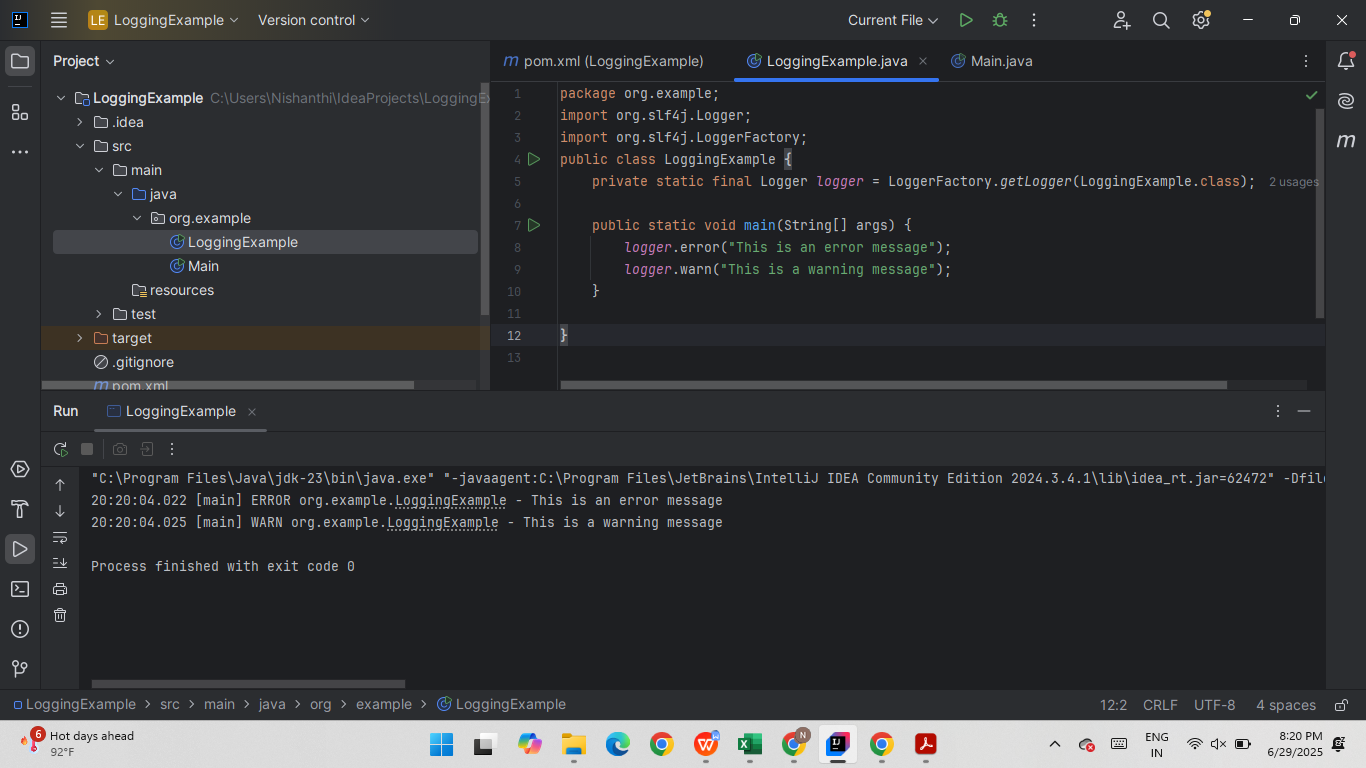 LE LoggingExample Version control Current File
Project
pom.xml (LoggingExample) LoggingExample.java Main.java
LoggingExample C:\Users\Nishanthi\IdeaProjects\LoggingEx
.idea
src
main
java
org.example
LoggingExample
Main
resources
test
target
.gitignore
pom.xml
1 package org.example;
2 import org.slf4j.Logger;
3 import org.slf4j.LoggerFactory;
4 public class LoggingExample {
5 private static final Logger logger = LoggerFactory.getLogger(LoggingExample.class); 2 usages
6
7 public static void main(String[] args) {
8 logger.error("This is an error message");
9 logger.warn("This is a warning message");
10 }
11
12 }
13
Run LoggingExample
"C:\Program Files\Java\jdk-23\bin\java.exe" "-javaagent:C:\Program Files\JetBrains\IntelliJ IDEA Community Edition 2024.3.4.1\lib\idea_rt.jar=62472" -Dfile
20:20:04.022 [main] ERROR org.example.LoggingExample - This is an error message
20:20:04.025 [main] WARN org.example.LoggingExample - This is a warning message
Process finished with exit code 0
LoggingExample > src > main > java > org > example > LoggingExample 12:2 CRLF UTF-8 4 spaces
6 Hot days ahead
92°F
N
ENG
IN
8:20 PM
6/29/2025